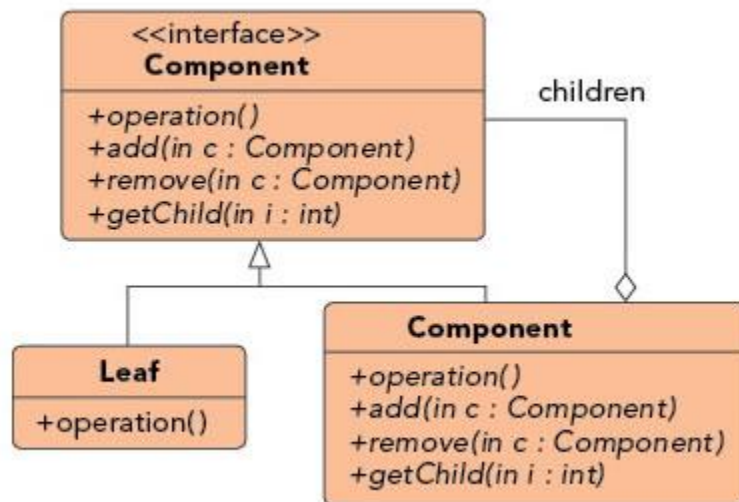 <<interface>>
Component
+operation()
+add(in c : Component)
+remove(in c : Component)
+getChild(in i : int)
children
Leaf
+operation()
Component
+operation()
+add(in c : Component)
+remove(in c : Component)
+getChild(in i : int)